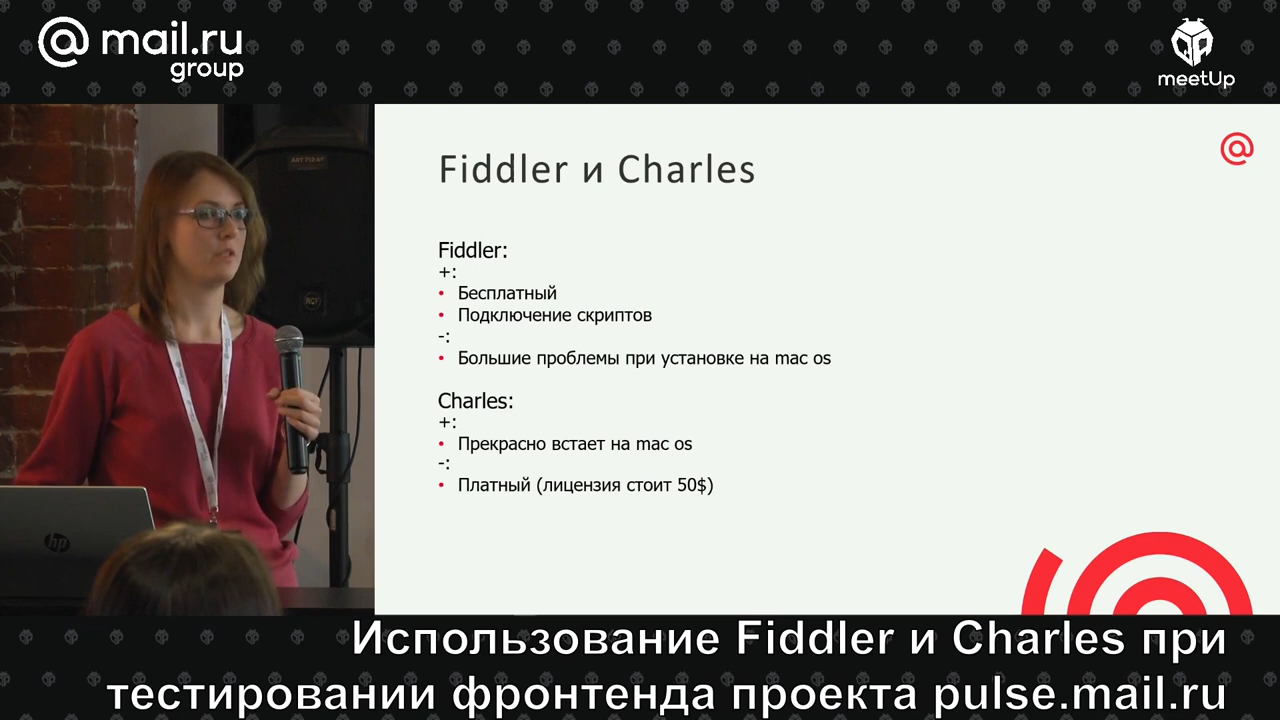 @mail.ru
group
meetUp
Fiddler и Charles
Fiddler:
+:
• Бесплатный
• Подключение скриптов
-:
• Большие проблемы при установке на mac os
Charles:
+:
• Прекрасно встает на mac os
-:
• Платный (лицензия стоит 50$)
hp
Использование Fiddler и Charles при
тестировании фронтенда проекта pulse.mail.ru